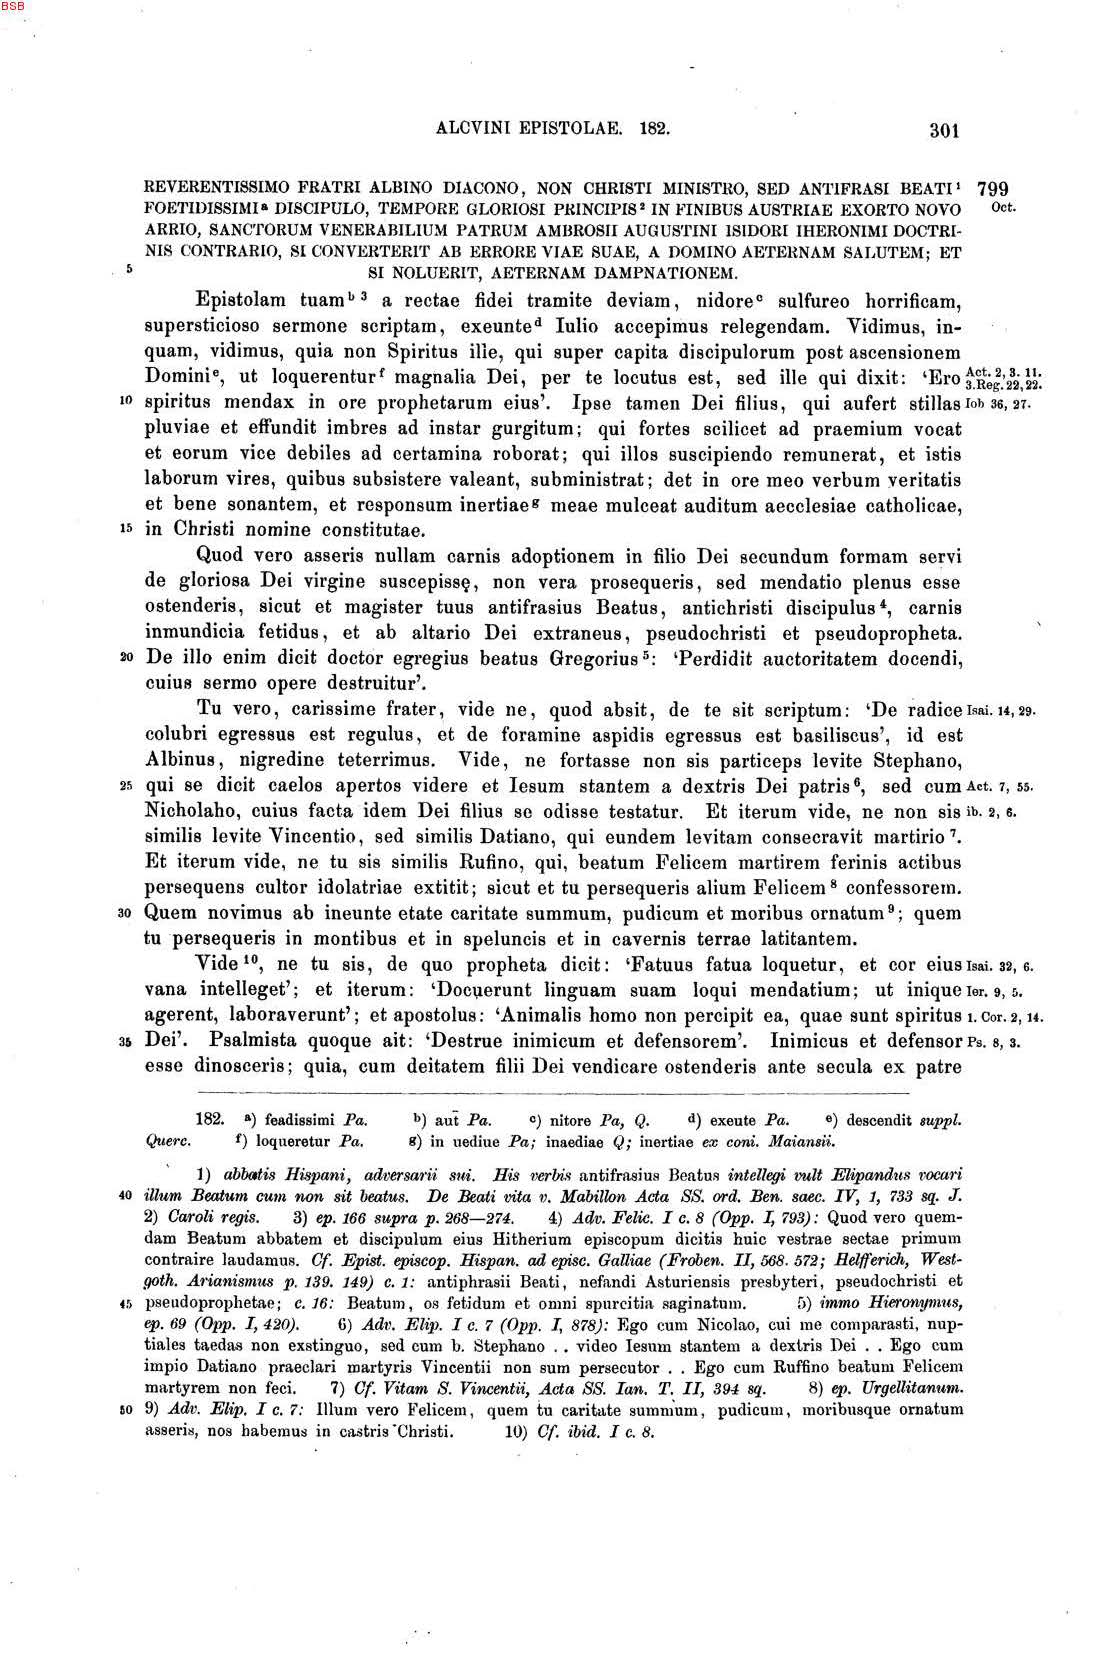 BSB
ALCVINI EPISTOLAE. 182. 301
REVERENTISSIMO FRATRI ALBINO DIACONO, NON CHRISTI MINISTRO, SED ANTIFRASI BEATI¹ 799
FOETIDISSIMIᵃ DISCIPULO, TEMPORE GLORIOSI PRINCIPIS² IN FINIBUS AUSTRIAE EXORTO NOVO Oct.
ARRIO, SANCTORUM VENERABILIUM PATRUM AMBROSII AUGUSTINI ISIDORI IHERONIMI DOCTRI-
NIS CONTRARIO, SI CONVERTERIT AB ERRORE VIAE SUAE, A DOMINO AETERNAM SALUTEM; ET
5 SI NOLUERIT, AETERNAM DAMPNATIONEM.
Epistolam tuamᵇ ³ a rectae fidei tramite deviam, nidoreᶜ sulfureo horrificam,
supersticioso sermone scriptam, exeunteᵈ Iulio accepimus relegendam. Vidimus, in-
quam, vidimus, quia non Spiritus ille, qui super capita discipulorum post ascensionem
Dominiᵉ, ut loquerenturᶠ magnalia Dei, per te locutus est, sed ille qui dixit: ‘Ero Act. 2, 3. 11. 3.Reg. 22, 22.
10 spiritus mendax in ore prophetarum eius’. Ipse tamen Dei filius, qui aufert stillas Iob 36, 27.
pluviae et effundit imbres ad instar gurgitum; qui fortes scilicet ad praemium vocat
et eorum vice debiles ad certamina roborat; qui illos suscipiendo remunerat, et istis
laborum vires, quibus subsistere valeant, subministrat; det in ore meo verbum veritatis
et bene sonantem, et responsum inertiaeᵍ meae mulceat auditum aecclesiae catholicae,
15 in Christi nomine constitutae.
Quod vero asseris nullam carnis adoptionem in filio Dei secundum formam servi
de gloriosa Dei virgine suscepissę, non vera prosequeris, sed mendatio plenus esse
ostenderis, sicut et magister tuus antifrasius Beatus, antichristi discipulus⁴, carnis
inmundicia fetidus, et ab altario Dei extraneus, pseudochristi et pseudopropheta.
20 De illo enim dicit doctor egregius beatus Gregorius⁵: ‘Perdidit auctoritatem docendi,
cuius sermo opere destruitur’.
Tu vero, carissime frater, vide ne, quod absit, de te sit scriptum: ‘De radice Isai. 14, 29.
colubri egressus est regulus, et de foramine aspidis egressus est basiliscus’, id est
Albinus, nigredine teterrimus. Vide, ne fortasse non sis particeps levite Stephano,
25 qui se dicit caelos apertos videre et Iesum stantem a dextris Dei patris⁶, sed cum Act. 7, 55.
Nicholaho, cuius facta idem Dei filius se odisse testatur. Et iterum vide, ne non sis ib. 2, 6.
similis levite Vincentio, sed similis Datiano, qui eundem levitam consecravit martirio⁷.
Et iterum vide, ne tu sis similis Rufino, qui, beatum Felicem martirem ferinis actibus
persequens cultor idolatriae extitit; sicut et tu persequeris alium Felicem⁸ confessorem.
30 Quem novimus ab ineunte etate caritate summum, pudicum et moribus ornatum⁹; quem
tu persequeris in montibus et in speluncis et in cavernis terrae latitantem.
Vide¹⁰, ne tu sis, de quo propheta dicit: ‘Fatuus fatua loquetur, et cor eius Isai. 32, 6.
vana intelleget’; et iterum: ‘Docuerunt linguam suam loqui mendatium; ut inique Ier. 9, 5.
agerent, laboraverunt’; et apostolus: ‘Animalis homo non percipit ea, quae sunt spiritus 1. Cor. 2, 14.
35 Dei’. Psalmista quoque ait: ‘Destrue inimicum et defensorem’. Inimicus et defensor Ps. 8, 3.
esse dinosceris; quia, cum deitatem filii Dei vendicare ostenderis ante secula ex patre
182. ᵃ) feadissimi Pa. ᵇ) aut̄ Pa. ᶜ) nitore Pa, Q. ᵈ) exeute Pa. ᵉ) descendit suppl.
Querc. ᶠ) loqueretur Pa. ᵍ) in uediue Pa; inaediae Q; inertiae ex coni. Maiansii.
1) abbatis Hispani, adversarii sui. His verbis antifrasius Beatus intellegi vult Elipandus vocari
40 illum Beatum cum non sit beatus. De Beati vita v. Mabillon Acta SS. ord. Ben. saec. IV, 1, 733 sq. J.
2) Caroli regis. 3) ep. 166 supra p. 268—274. 4) Adv. Felic. I c. 8 (Opp. I, 793): Quod vero quem-
dam Beatum abbatem et discipulum eius Hitherium episcopum dicitis huic vestrae sectae primum
contraire laudamus. Cf. Epist. episcop. Hispan. ad episc. Galliae (Froben. II, 568. 572; Helfferich, West-
goth. Arianismus p. 139. 149) c. 1: antiphrasii Beati, nefandi Asturiensis presbyteri, pseudochristi et
45 pseudoprophetae; c. 16: Beatum, os fetidum et omni spurcitia saginatum. 5) immo Hieronymus,
ep. 69 (Opp. I, 420). 6) Adv. Elip. I c. 7 (Opp. I, 878): Ego cum Nicolao, cui me comparasti, nup-
tiales taedas non exstinguo, sed cum b. Stephano . . video Iesum stantem a dextris Dei . . Ego cum
impio Datiano praeclari martyris Vincentii non sum persecutor . . Ego cum Ruffino beatum Felicem
martyrem non feci. 7) Cf. Vitam S. Vincentii, Acta SS. Ian. T. II, 394 sq. 8) ep. Urgellitanum.
50 9) Adv. Elip. I c. 7: Illum vero Felicem, quem tu caritate summum, pudicum, moribusque ornatum
asseris, nos habemus in castris Christi. 10) Cf. ibid. I c. 8.